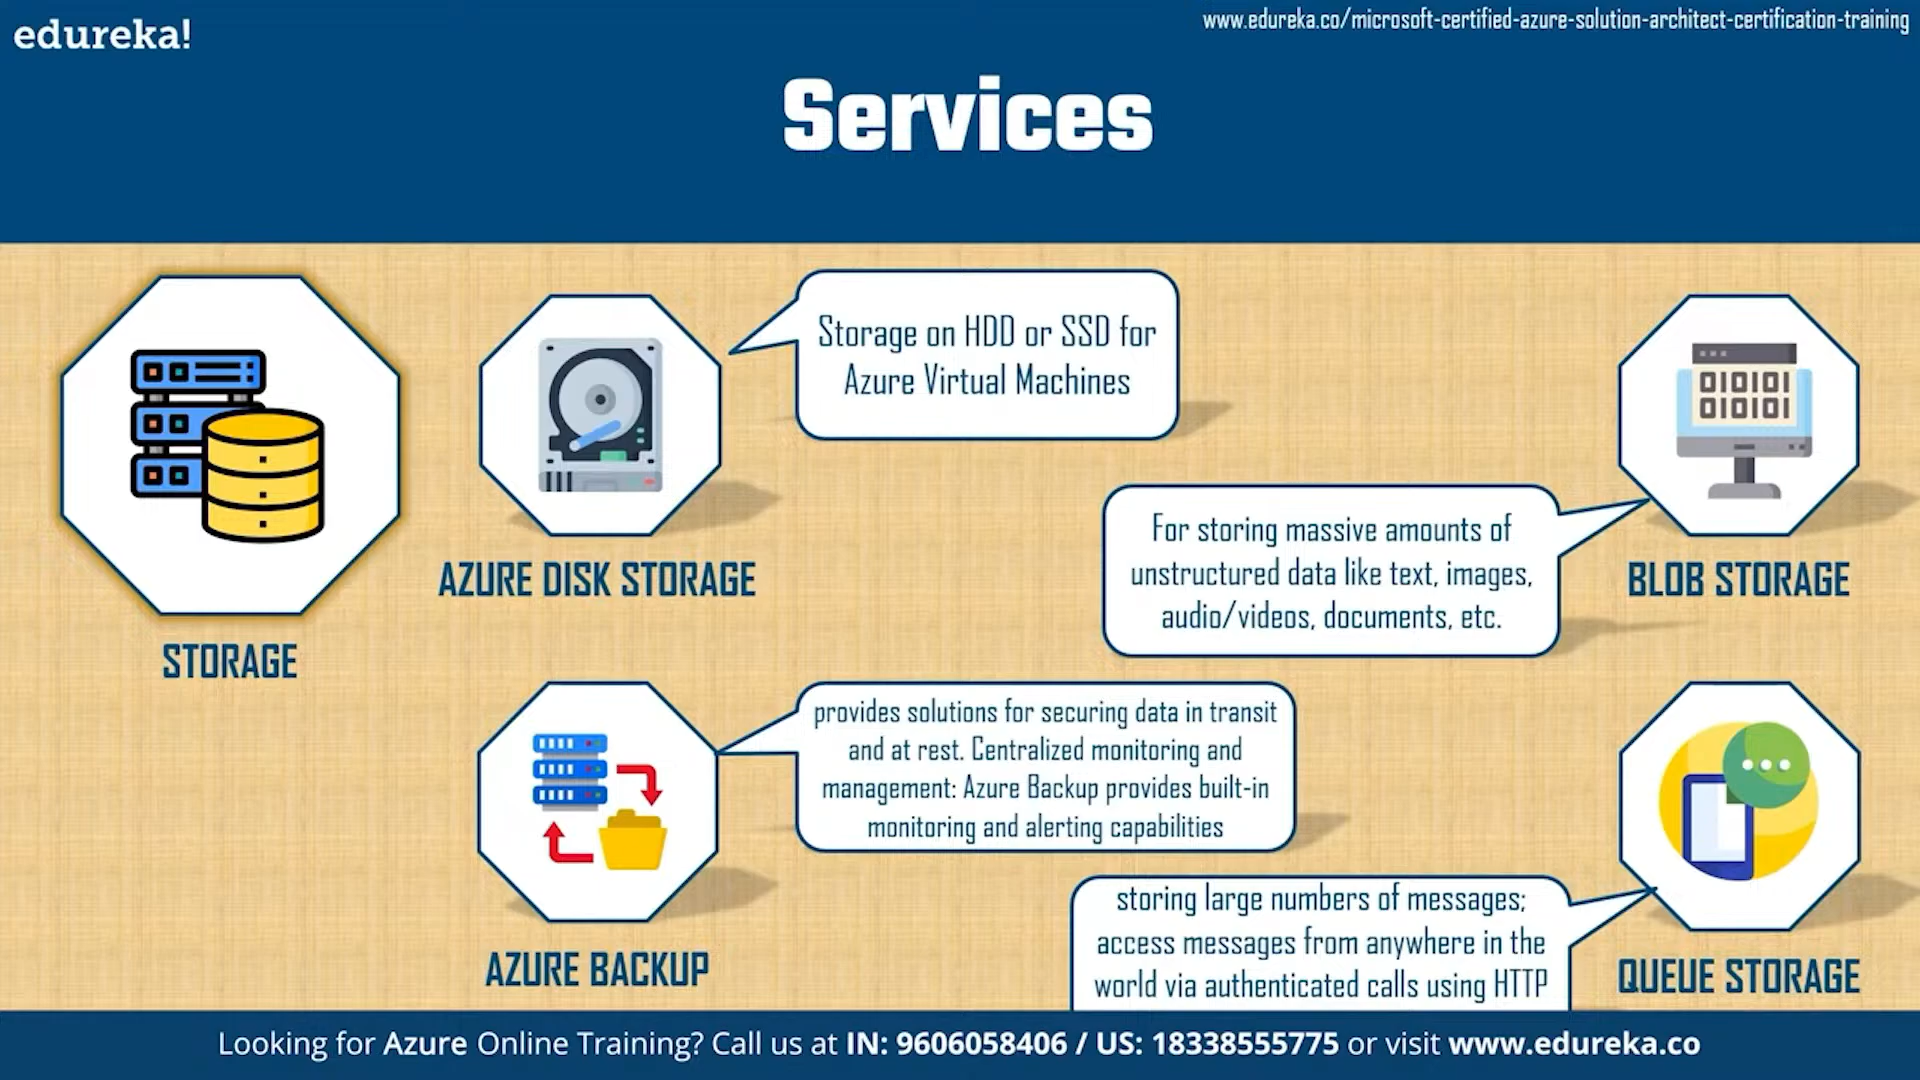 edureka!
www.edureka.co/microsoft-certified-azure-solution-architect-certification-training
Services
Storage on HDD or SSD for
Azure Virtual Machines
010101
010101
For storing massive amounts of
unstructured data like text, images,
audio/videos, documents, etc.
AZURE DISK STORAGE
BLOB STORAGE
STORAGE
provides solutions for securing data in transit
and at rest. Centralized monitoring and
management: Azure Backup provides built-in
monitoring and alerting capabilities
storing large numbers of messages;
access messages from anywhere in the
world via authenticated calls using HTTP
AZURE BACKUP
QUEUE STORAGE
Looking for Azure Online Training? Call us at IN: 9606058406 / US: 18338555775 or visit www.edureka.co